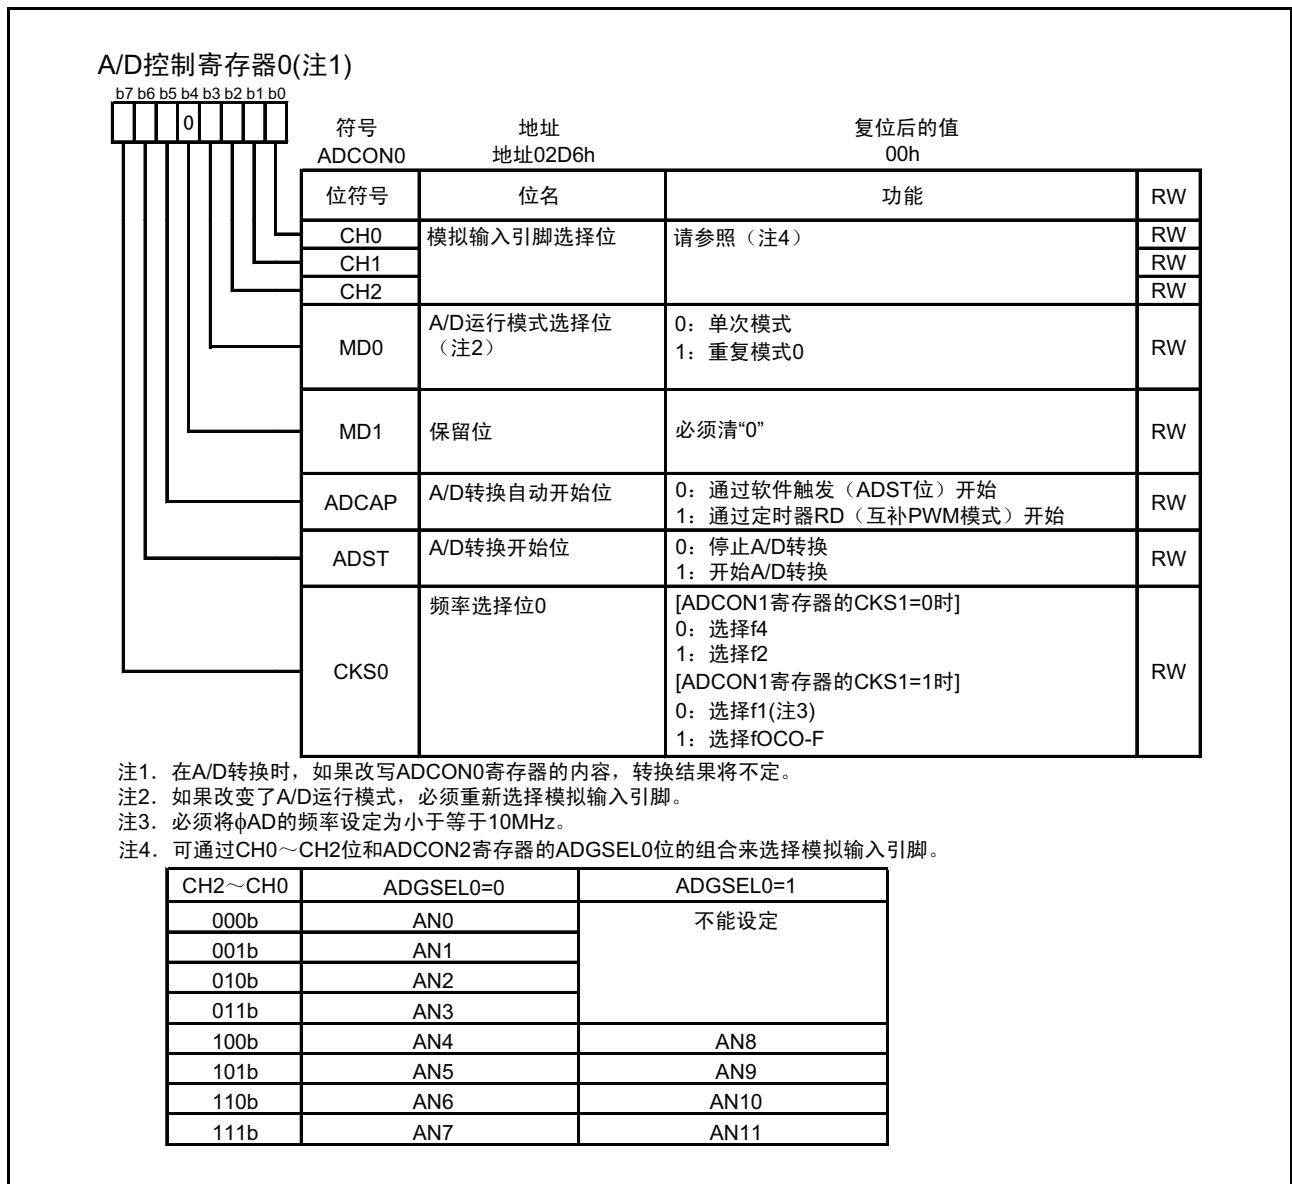 A/D控制寄存器0(注1)
b7 b6 b5 b4 b3 b2 b1 b0
0
符号 地址 复位后的值
ADCON0 地址02D6h 00h
位符号 位名 功能 RW
CH0 模拟输入引脚选择位 请参照（注4） RW
CH1 RW
CH2 RW
MD0 A/D运行模式选择位 0：单次模式 RW
（注2） 1：重复模式0
MD1 保留位 必须清“0” RW
ADCAP A/D转换自动开始位 0：通过软件触发（ADST位）开始 RW
1：通过定时器RD（互补PWM模式）开始
ADST A/D转换开始位 0：停止A/D转换 RW
1：开始A/D转换
CKS0 频率选择位0 [ADCON1寄存器的CKS1=0时] RW
0：选择f4
1：选择f2
[ADCON1寄存器的CKS1=1时]
0：选择f1(注3)
1：选择fOCO-F
注1．在A/D转换时，如果改写ADCON0寄存器的内容，转换结果将不定。
注2．如果改变了A/D运行模式，必须重新选择模拟输入引脚。
注3．必须将ϕAD的频率设定为小于等于10MHz。
注4．可通过CH0～CH2位和ADCON2寄存器的ADGSEL0位的组合来选择模拟输入引脚。
CH2～CH0 ADGSEL0=0 ADGSEL0=1
000b AN0 不能设定
001b AN1
010b AN2
011b AN3
100b AN4 AN8
101b AN5 AN9
110b AN6 AN10
111b AN7 AN11